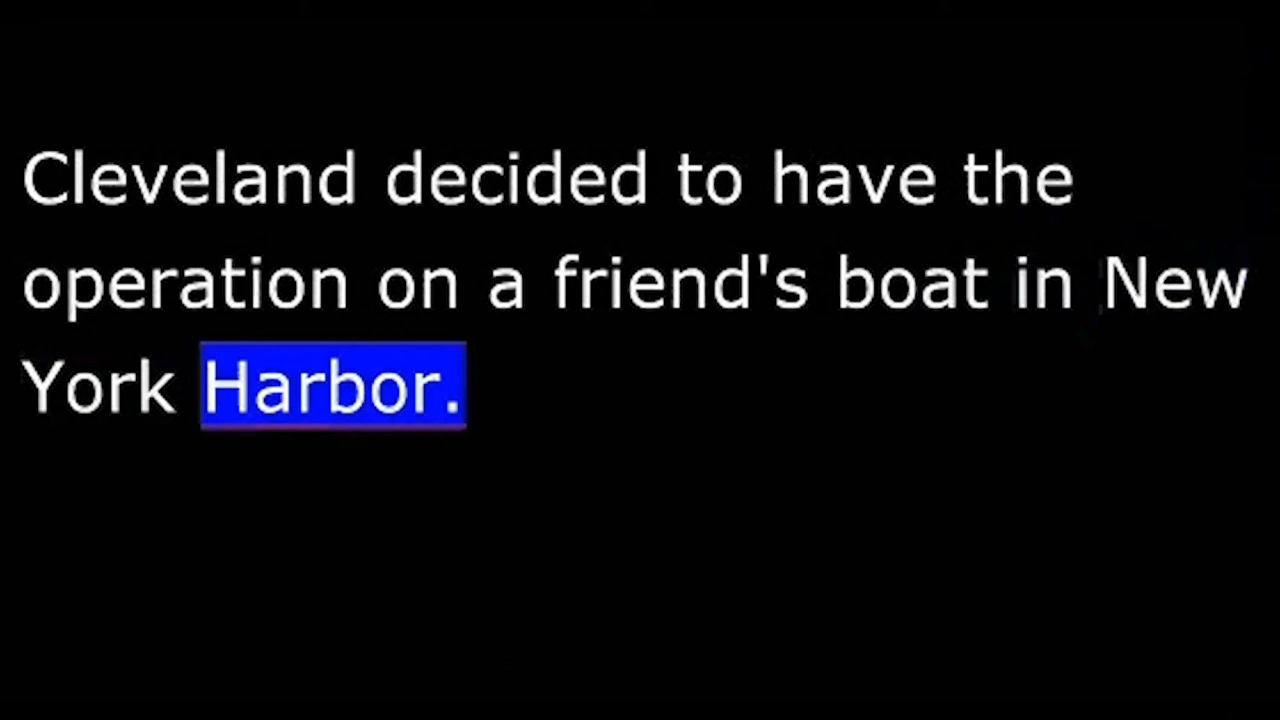 Cleveland decided to have the
operation on a friend's boat in New
York Harbor.